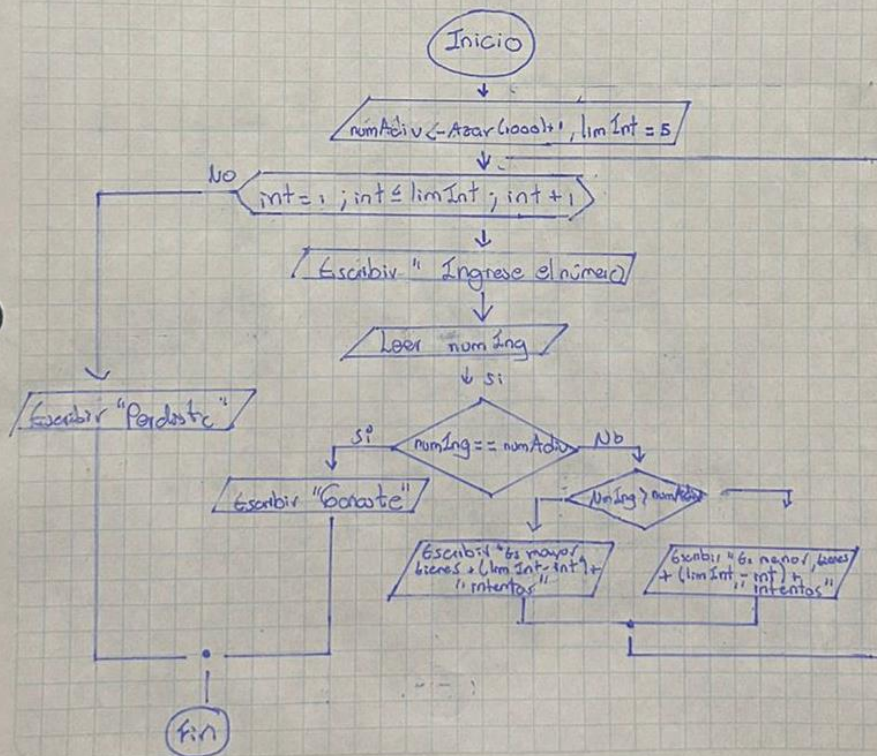 Inicio
numAdiv <- Azar(1000)+1, limInt = 5
No
int = 1 ; int ≤ limInt ; int + 1
Escribir " Ingrese el número
Leer numIng
si
Escribir "Perdiste"
si
numIng == numAdiv
No
Escribir "Ganaste"
NumIng > numAdiv
Escribir "Es mayor,
tienes + (limInt-int) +
"intentos"
Escribir "Es menor, tienes
+ (limInt - int) +
"intentos"
Fin